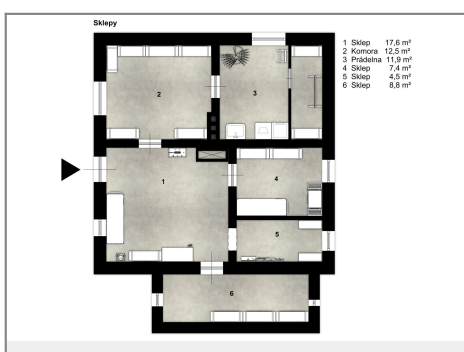 Sklepy
1 Sklep 17,6 m²
2 Komora 12,5 m²
3 Prádelna 11,9 m²
4 Sklep 7,4 m²
5 Sklep 4,5 m²
6 Sklep 8,8 m²
2
3
1
4
5
6